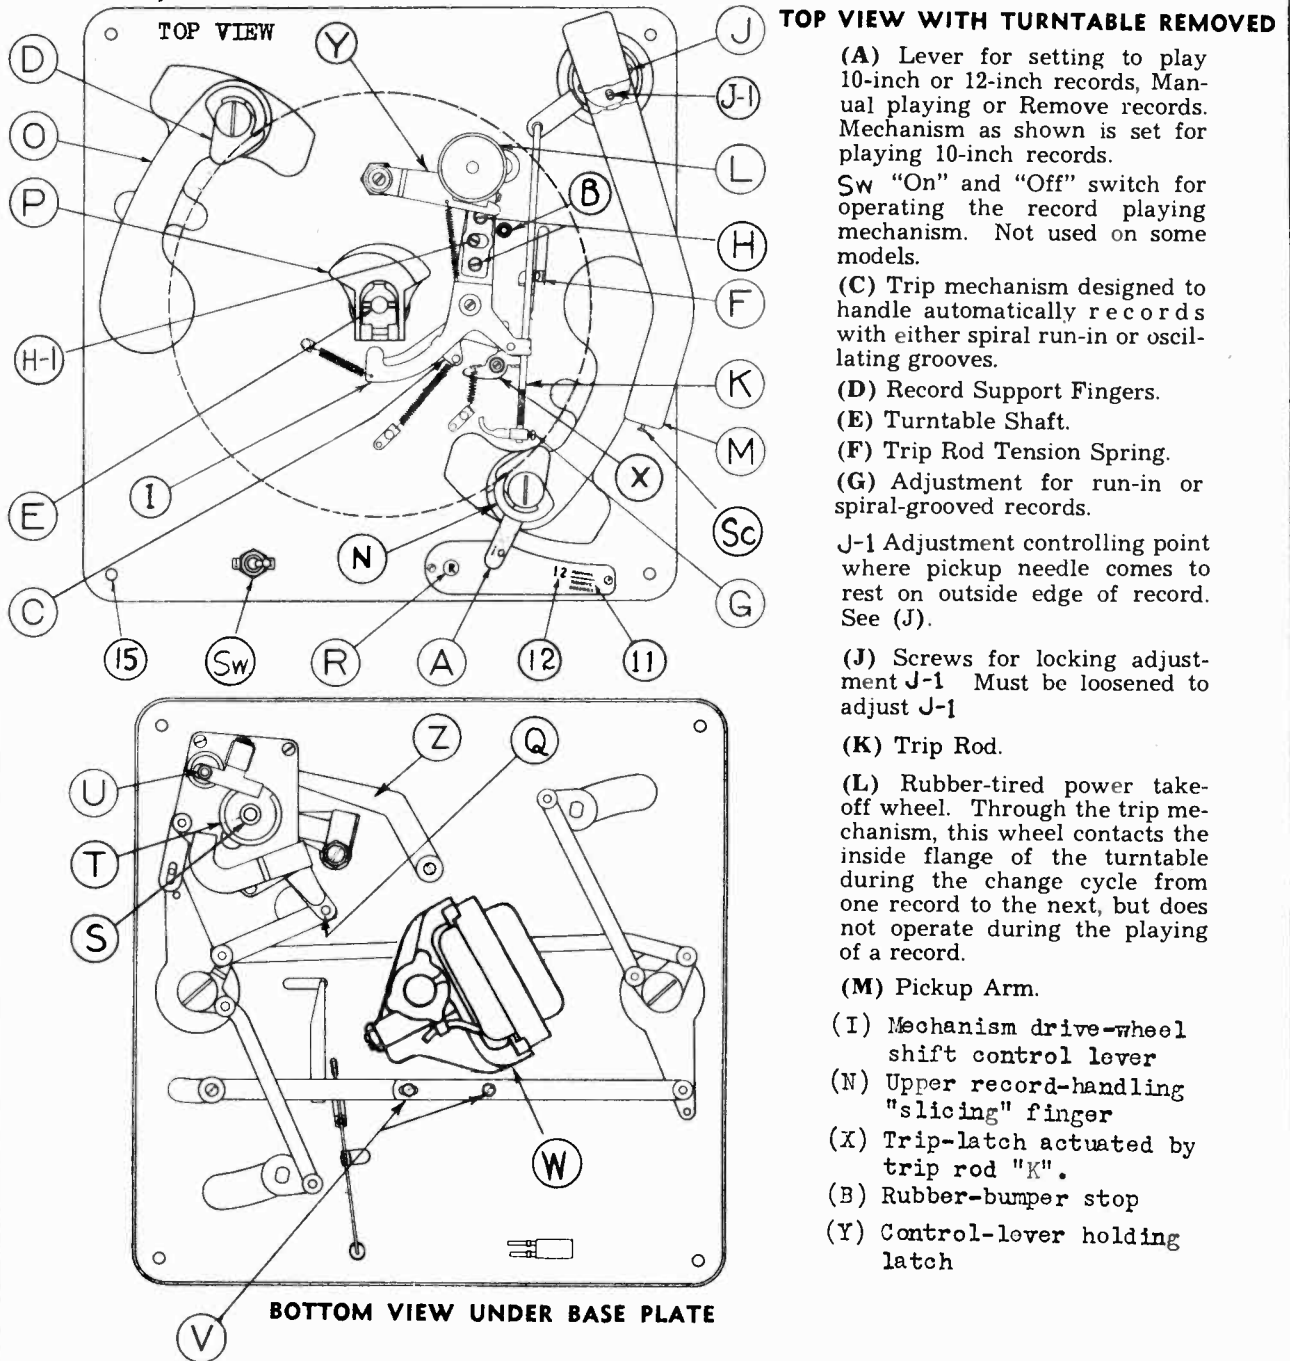 TOP VIEW
Y
D
O
P
H-1
E
I
C
15
Sw
R
A
12
11
N
X
Sc
G
M
K
F
H
B
L
J-1
J
R
12
TOP VIEW WITH TURNTABLE REMOVED
(A) Lever for setting to play
10-inch or 12-inch records, Man-
ual playing or Remove records.
Mechanism as shown is set for
playing 10-inch records.
Sw "On" and "Off" switch for
operating the record playing
mechanism. Not used on some
models.
(C) Trip mechanism designed to
handle automatically records
with either spiral run-in or oscil-
lating grooves.
(D) Record Support Fingers.
(E) Turntable Shaft.
(F) Trip Rod Tension Spring.
(G) Adjustment for run-in or
spiral-grooved records.
J-1 Adjustment controlling point
where pickup needle comes to
rest on outside edge of record.
See (J).
(J) Screws for locking adjust-
ment J-1 Must be loosened to
adjust J-1
(K) Trip Rod.
(L) Rubber-tired power take-
off wheel. Through the trip me-
chanism, this wheel contacts the
inside flange of the turntable
during the change cycle from
one record to the next, but does
not operate during the playing
of a record.
(M) Pickup Arm.
(I) Mechanism drive-wheel
shift control lever
(N) Upper record-handling
"slicing" finger
(X) Trip-latch actuated by
trip rod "K".
(B) Rubber-bumper stop
(Y) Control-lever holding
latch
Z
Q
U
T
S
W
V
BOTTOM VIEW UNDER BASE PLATE